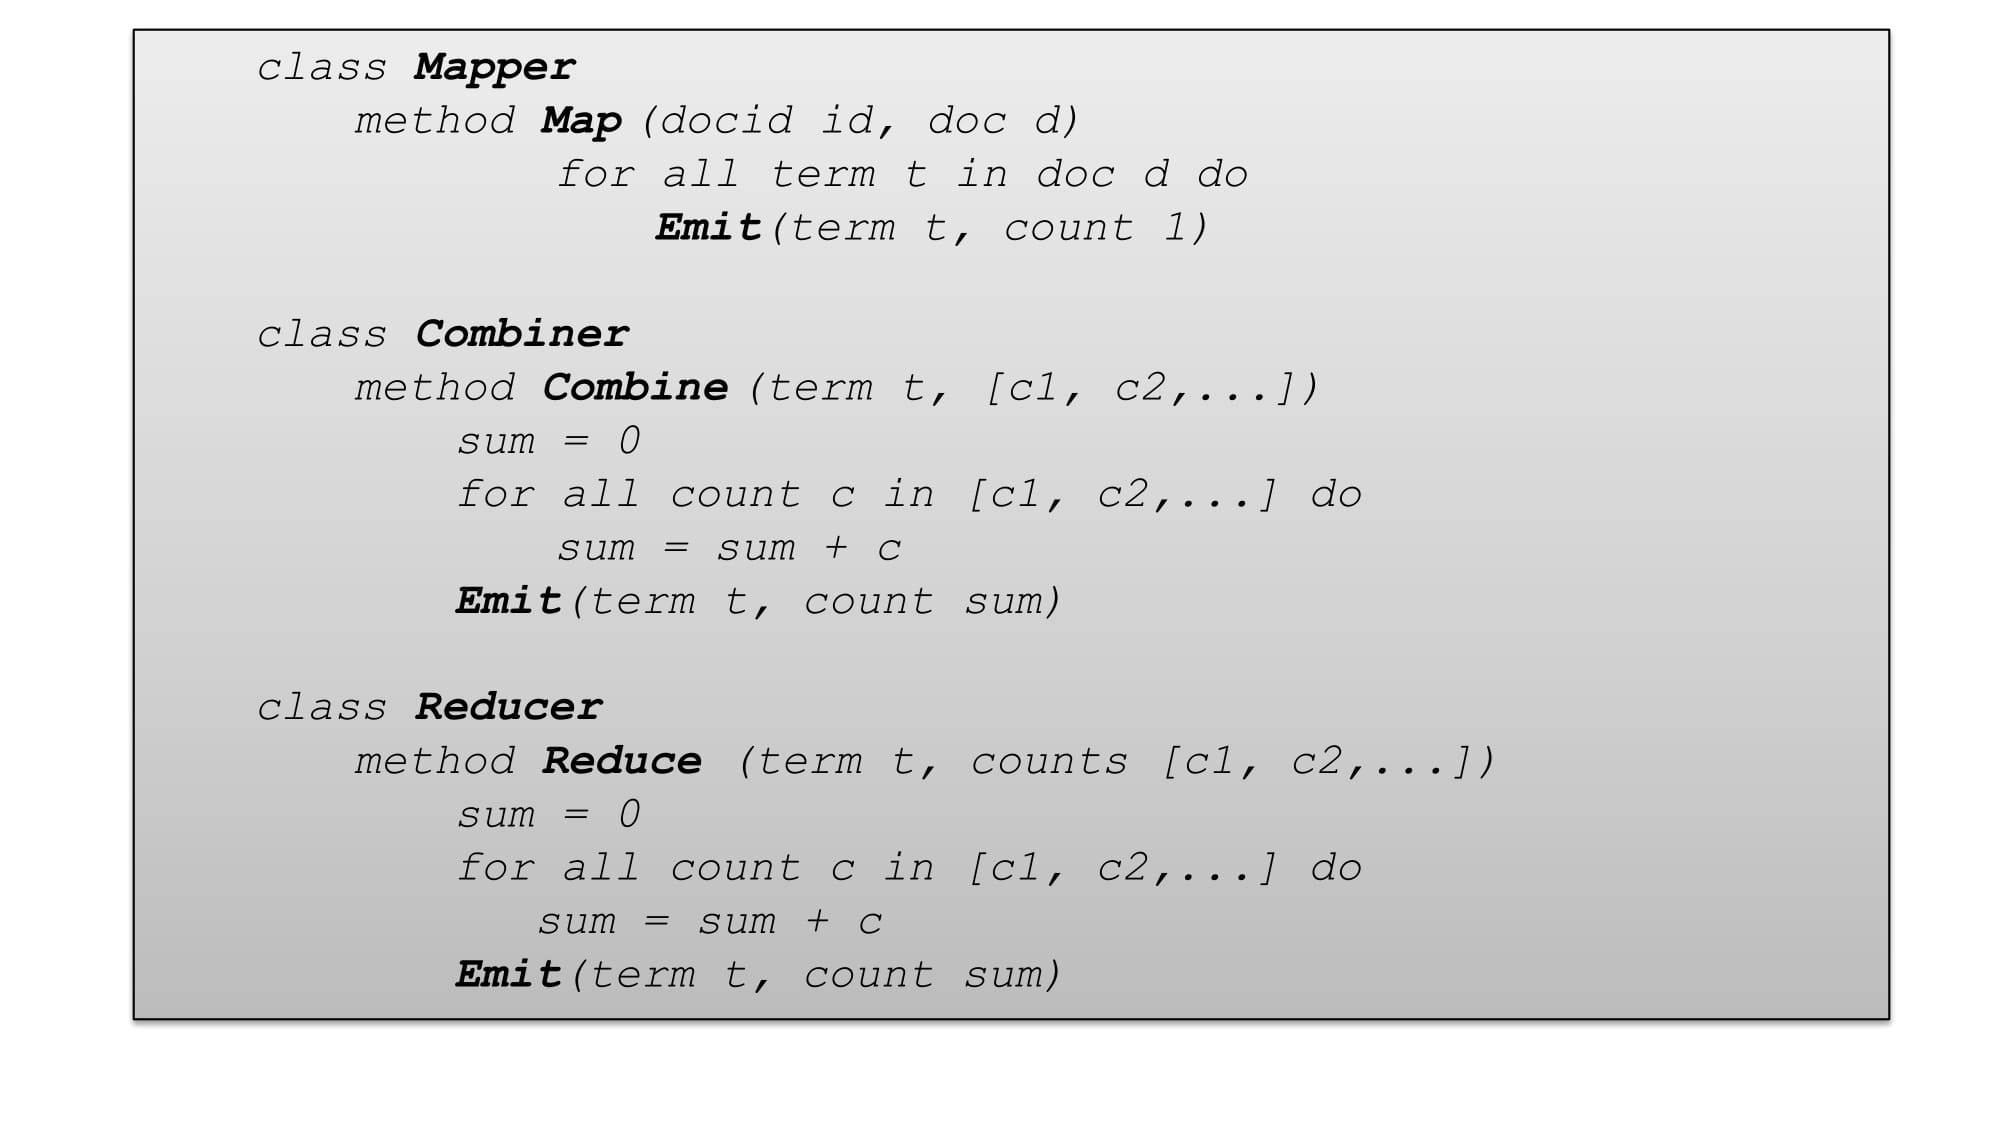 class Mapper
method Map (docid id, doc d)
for all term t in doc d do
Emit(term t, count 1)
class Combiner
method Combine (term t, [c1, c2,...])
sum = 0
for all count c in [c1, c2,...] do
sum = sum + c
Emit(term t, count sum)
class Reducer
method Reduce (term t, counts [c1, c2,...])
sum = 0
for all count c in [c1, c2,...] do
sum = sum + c
Emit(term t, count sum)